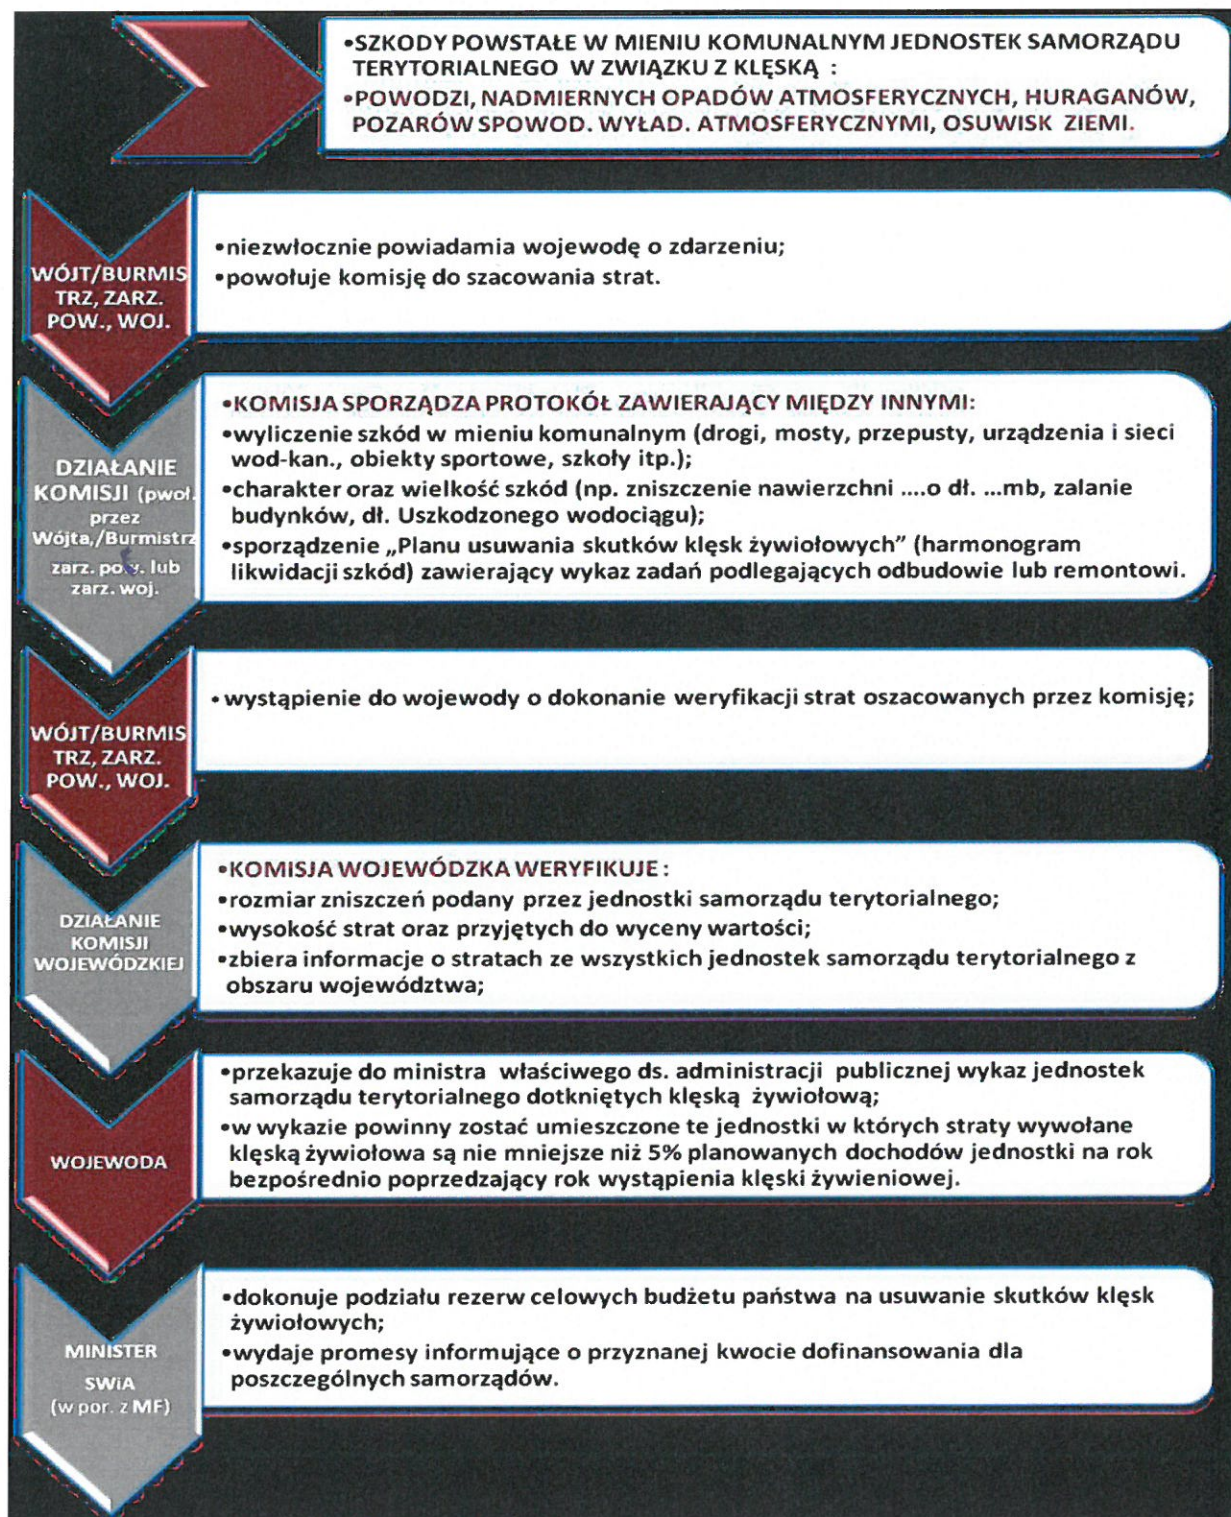 •SZKODY POWSTAŁE W MIENIU KOMUNALNYM JEDNOSTEK SAMORZĄDU
TERYTORIALNEGO W ZWIĄZKU Z KLĘSKĄ :
•POWODZI, NADMIERNYCH OPADÓW ATMOSFERYCZNYCH, HURAGANÓW,
POZARÓW SPOWOD. WYŁAD. ATMOSFERYCZNYMI, OSUWISK ZIEMI.
WÓJT/BURMIS
TRZ, ZARZ.
POW., WOJ.
•niezwłocznie powiadamia wojewodę o zdarzeniu;
•powołuje komisję do szacowania strat.
DZIAŁANIE
KOMISJI (pwoł.
przez
Wójta,/Burmistrz
zarz. pow. lub
zarz. woj.
•KOMISJA SPORZĄDZA PROTOKÓŁ ZAWIERAJĄCY MIĘDZY INNYMI:
•wyliczenie szkód w mieniu komunalnym (drogi, mosty, przepusty, urządzenia i sieci
wod-kan., obiekty sportowe, szkoły itp.);
•charakter oraz wielkość szkód (np. zniszczenie nawierzchni ....o dł. ...mb, zalanie
budynków, dł. Uszkodzonego wodociągu);
•sporządzenie „Planu usuwania skutków klęsk żywiołowych" (harmonogram
likwidacji szkód) zawierający wykaz zadań podlegających odbudowie lub remontowi.
WÓJT/BURMIS
TRZ, ZARZ.
POW., WOJ.
•wystąpienie do wojewody o dokonanie weryfikacji strat oszacowanych przez komisję;
DZIAŁANIE
KOMISJI
WOJEWÓDZKIEJ
•KOMISJA WOJEWÓDZKA WERYFIKUJE :
•rozmiar zniszczeń podany przez jednostki samorządu terytorialnego;
•wysokość strat oraz przyjętych do wyceny wartości;
•zbiera informacje o stratach ze wszystkich jednostek samorządu terytorialnego z
obszaru województwa;
WOJEWODA
•przekazuje do ministra właściwego ds. administracji publicznej wykaz jednostek
samorządu terytorialnego dotkniętych klęską żywiołową;
•w wykazie powinny zostać umieszczone te jednostki w których straty wywołane
klęską żywiołowa są nie mniejsze niż 5% planowanych dochodów jednostki na rok
bezpośrednio poprzedzający rok wystąpienia klęski żywieniowej.
MINISTER
SWiA
(w por. z MF)
•dokonuje podziału rezerw celowych budżetu państwa na usuwanie skutków klęsk
żywiołowych;
•wydaje promesy informujące o przyznanej kwocie dofinansowania dla
poszczególnych samorządów.